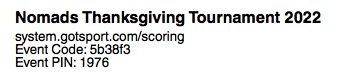 Nomads Thanksgiving Tournament 2022
system.gotsport.com/scoring
Event Code: 5b38f3
Event PIN: 1976